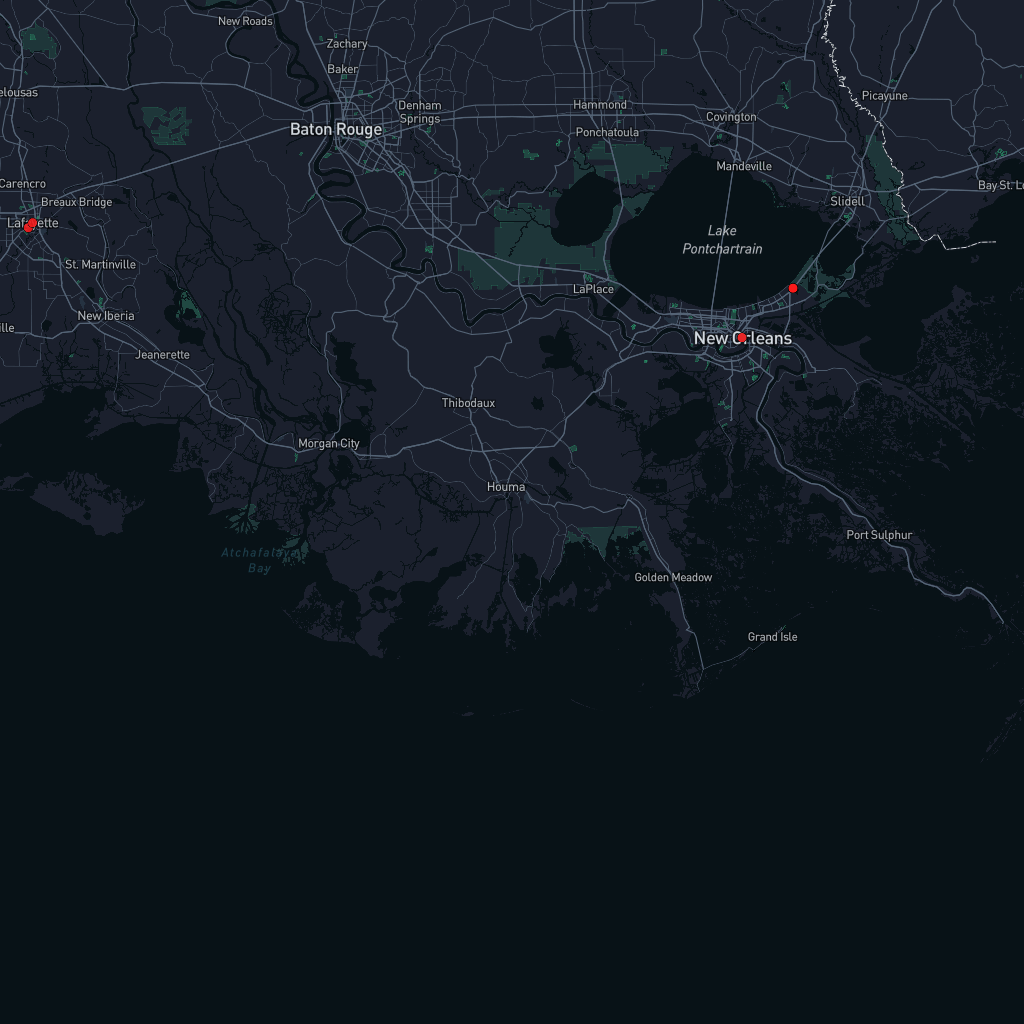 New Roads
Zachary
Baker
elousas
Denham
Springs
Hammond
Picayune
Covington
Baton Rouge
Ponchatoula
Mandeville
Carencro
Bay St. Lo
Breaux Bridge
Slidell
Lafayette
Lake
Pontchartrain
St. Martinville
LaPlace
New Iberia
ville
New Orleans
Jeanerette
Thibodaux
Morgan City
Houma
Port Sulphur
Atchafalaya
Bay
Golden Meadow
Grand Isle